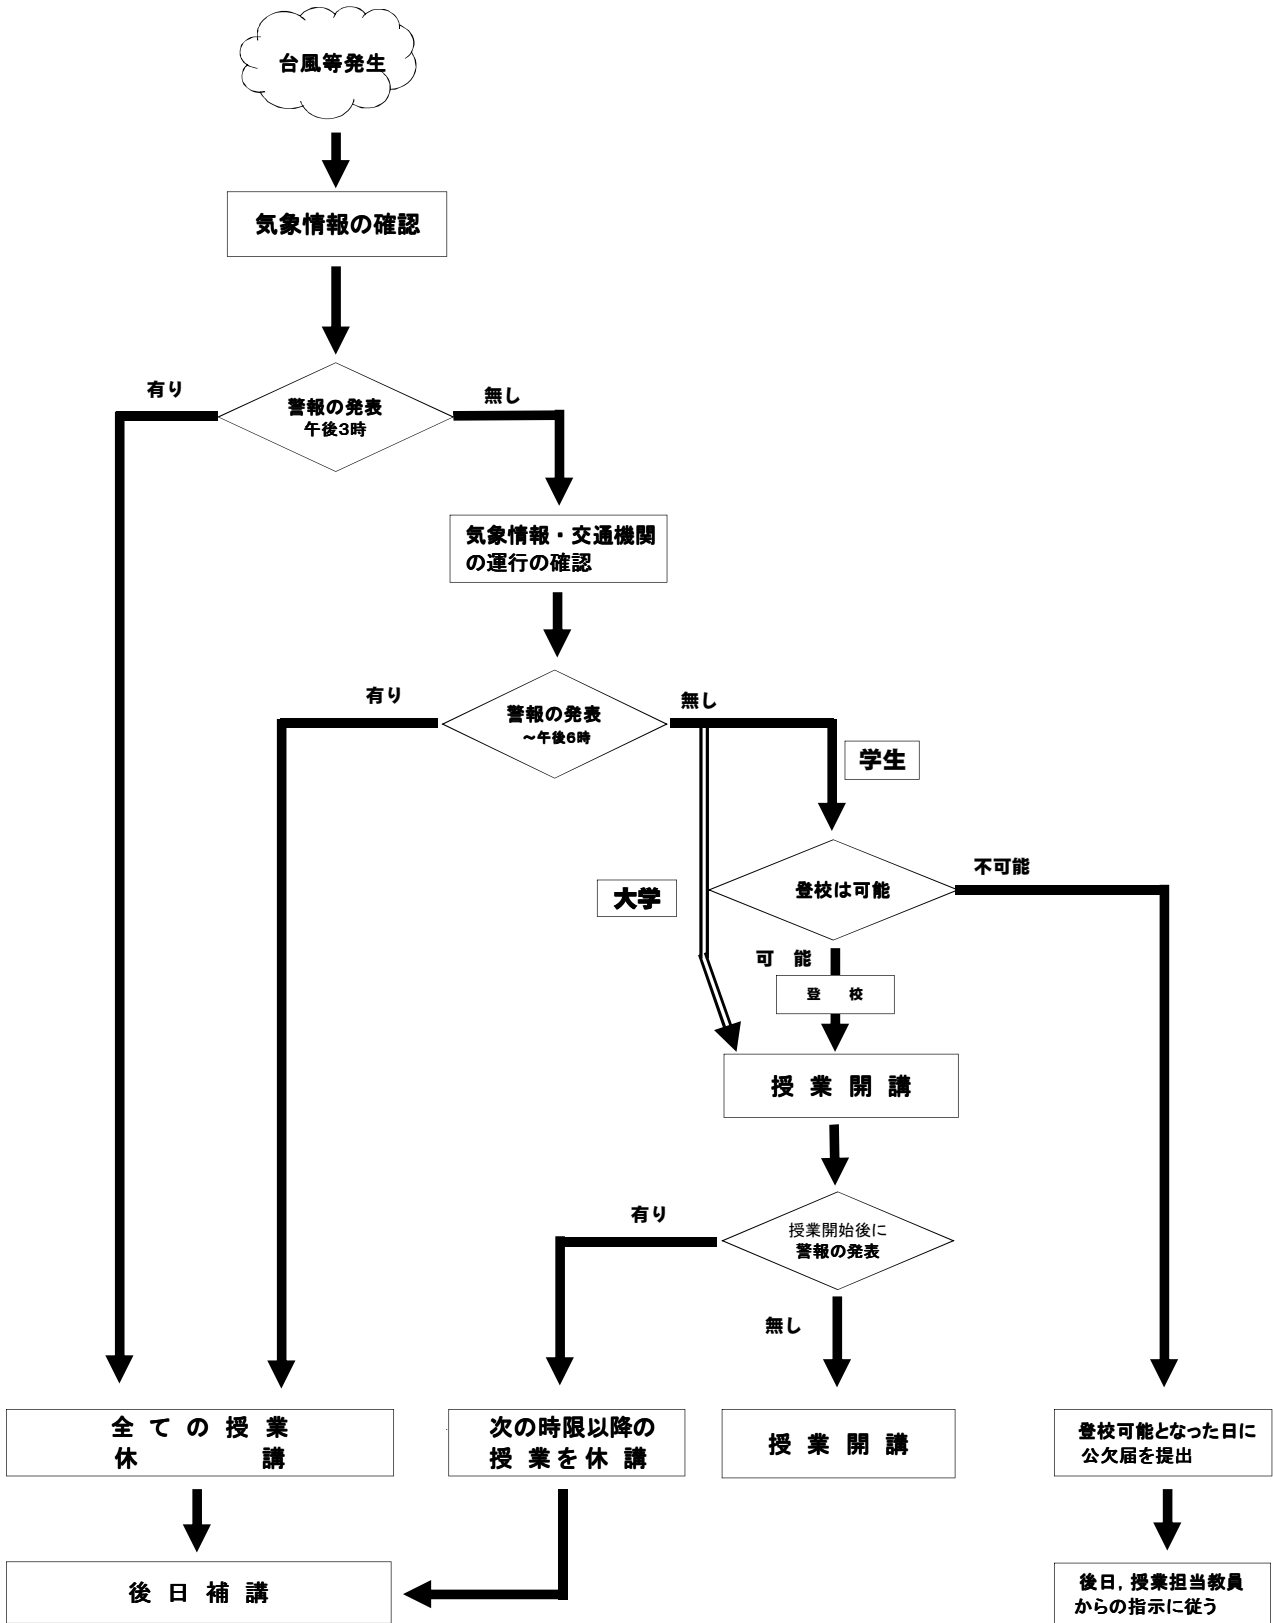 台風等発生
気象情報の確認
有り
無し
警報の発表
午後3時
気象情報・交通機関
の運行の確認
有り
無し
警報の発表
～午後6時
学生
大学
登校は可能
不可能
可 能
登 校
授 業 開 講
有り
授業開始後に
警報の発表
無し
全 て の 授 業
休 講
次の時限以降の
授 業 を 休 講
授 業 開 講
登校可能となった日に
公欠届を提出
後 日 補 講
後日，授業担当教員
からの指示に従う